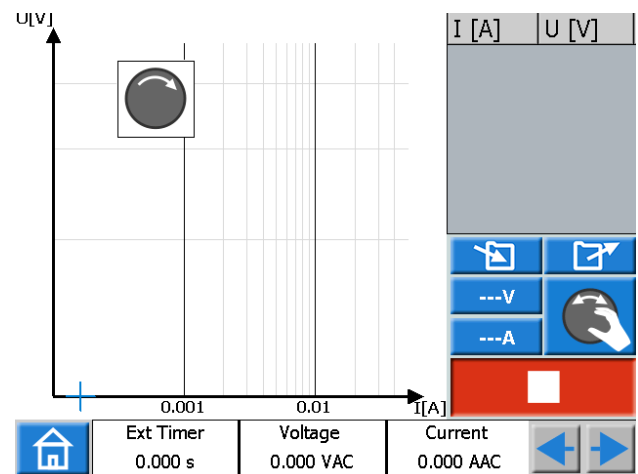 U[V]
I [A] U [V]
---V
---A
0.001 0.01 I[A]
Ext Timer Voltage Current
0.000 s 0.000 VAC 0.000 AAC